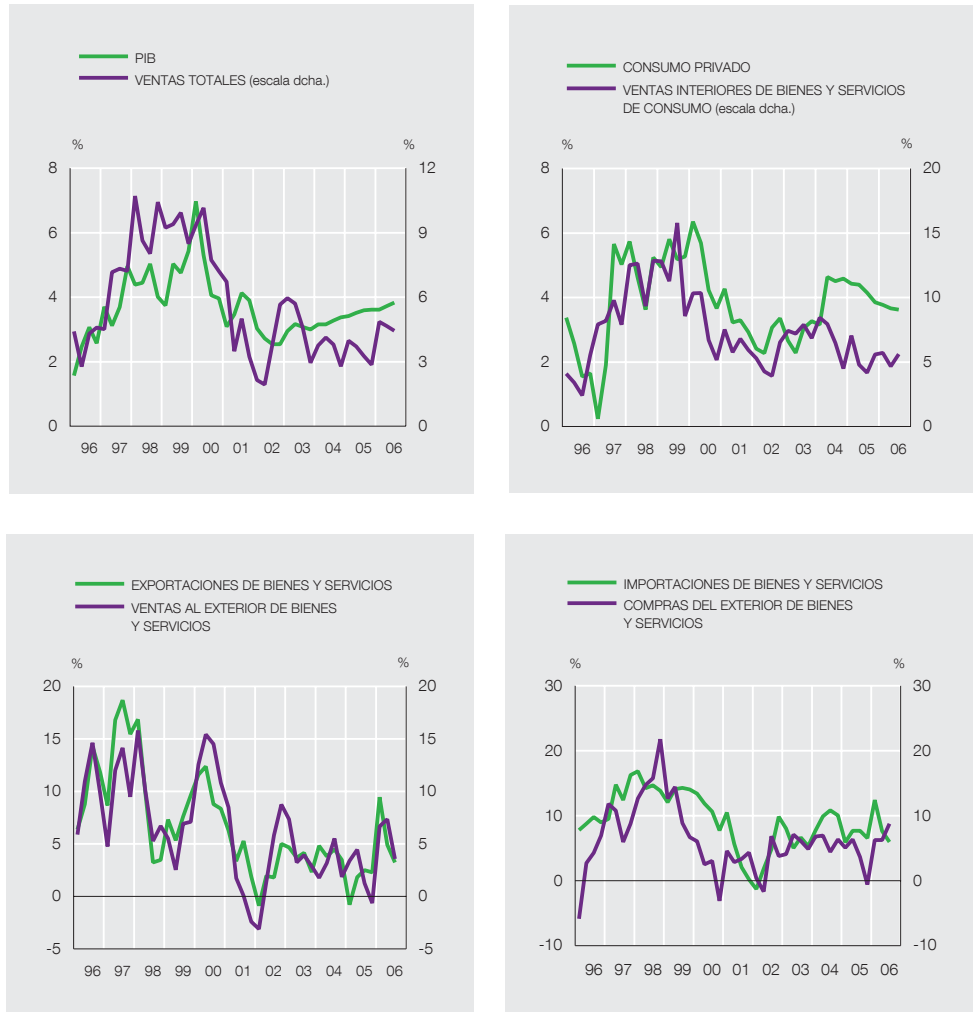 PIB
VENTAS TOTALES (escala dcha.)
% %
8 12
6 9
4 6
2 3
0 0
96 97 98 99 00 01 02 03 04 05 06
CONSUMO PRIVADO
VENTAS INTERIORES DE BIENES Y SERVICIOS
DE CONSUMO (escala dcha.)
% %
8 20
6 15
4 10
2 5
0 0
96 97 98 99 00 01 02 03 04 05 06
EXPORTACIONES DE BIENES Y SERVICIOS
VENTAS AL EXTERIOR DE BIENES
Y SERVICIOS
% %
20 20
15 15
10 10
5 5
0 0
-5 -5
96 97 98 99 00 01 02 03 04 05 06
IMPORTACIONES DE BIENES Y SERVICIOS
COMPRAS DEL EXTERIOR DE BIENES
Y SERVICIOS
% %
30 30
20 20
10 10
0 0
-10 -10
96 97 98 99 00 01 02 03 04 05 06